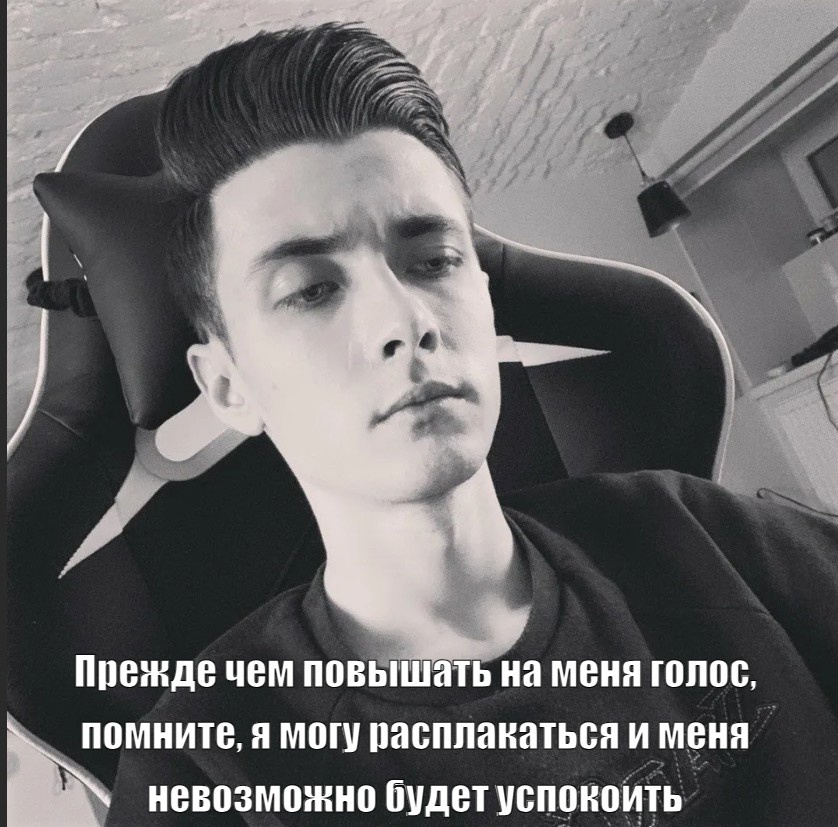 Прежде чем повышать на меня голос,
помните, я могу расплакаться и меня
невозможно будет успокоить